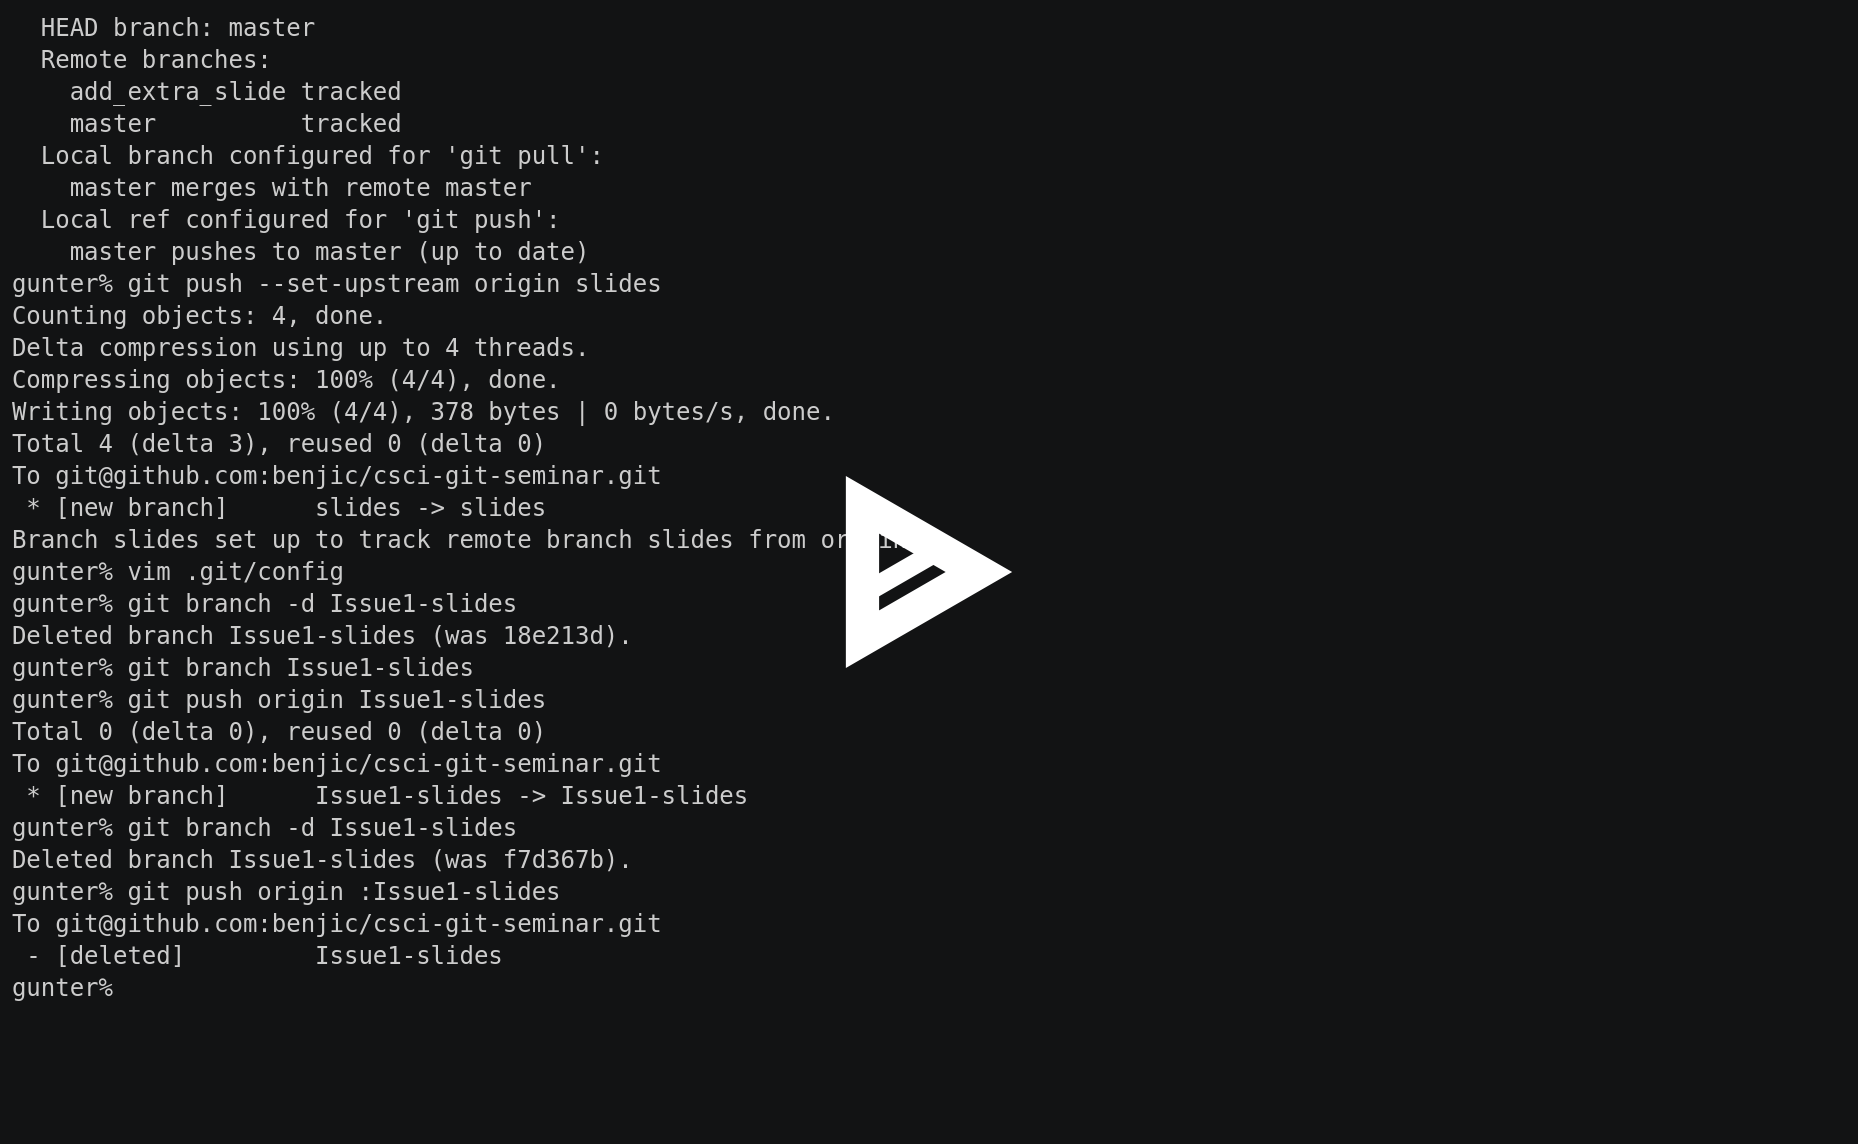 HEAD branch: master
Remote branches:
add_extra_slide tracked
master tracked
Local branch configured for 'git pull':
master merges with remote master
Local ref configured for 'git push':
master pushes to master (up to date)
gunter% git push --set-upstream origin slides
Counting objects: 4, done.
Delta compression using up to 4 threads.
Compressing objects: 100% (4/4), done.
Writing objects: 100% (4/4), 378 bytes | 0 bytes/s, done.
Total 4 (delta 3), reused 0 (delta 0)
To git@github.com:benjic/csci-git-seminar.git
* [new branch] slides -> slides
Branch slides set up to track remote branch slides from
gunter% vim .git/config
gunter% git branch -d Issue1-slides
Deleted branch Issue1-slides (was 18e213d).
gunter% git branch Issue1-slides
gunter% git push origin Issue1-slides
Total 0 (delta 0), reused 0 (delta 0)
To git@github.com:benjic/csci-git-seminar.git
* [new branch] Issue1-slides -> Issue1-slides
gunter% git branch -d Issue1-slides
Deleted branch Issue1-slides (was f7d367b).
gunter% git push origin :Issue1-slides
To git@github.com:benjic/csci-git-seminar.git
- [deleted] Issue1-slides
gunter%